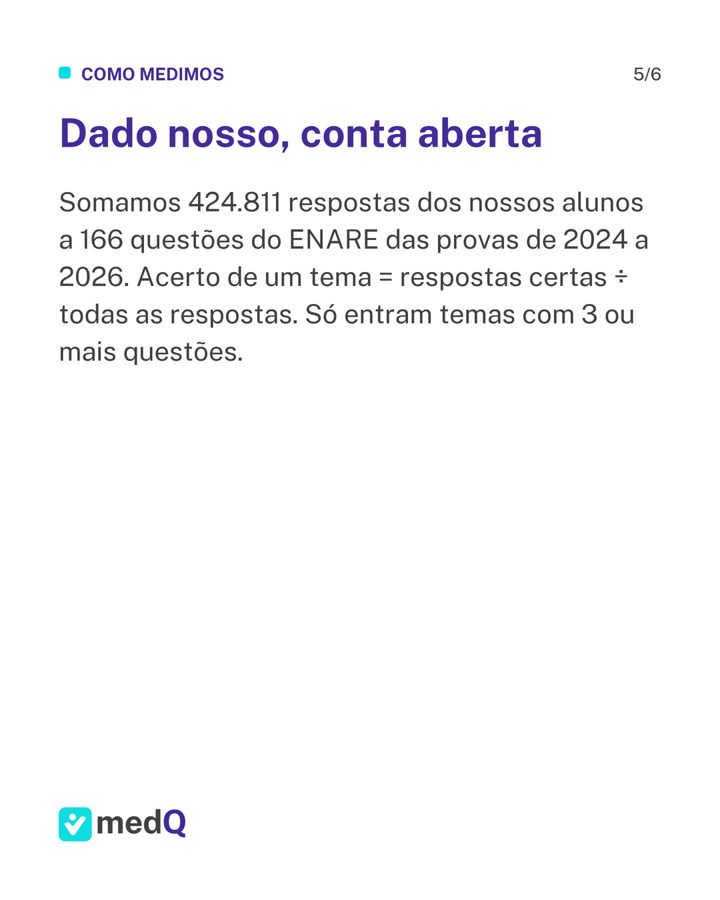 COMO MEDIMOS
5/6
Dado nosso, conta aberta
Somamos 424.811 respostas dos nossos alunos
a 166 questões do ENARE das provas de 2024 a
2026. Acerto de um tema = respostas certas ÷
todas as respostas. Só entram temas com 3 ou
mais questões.
medQ